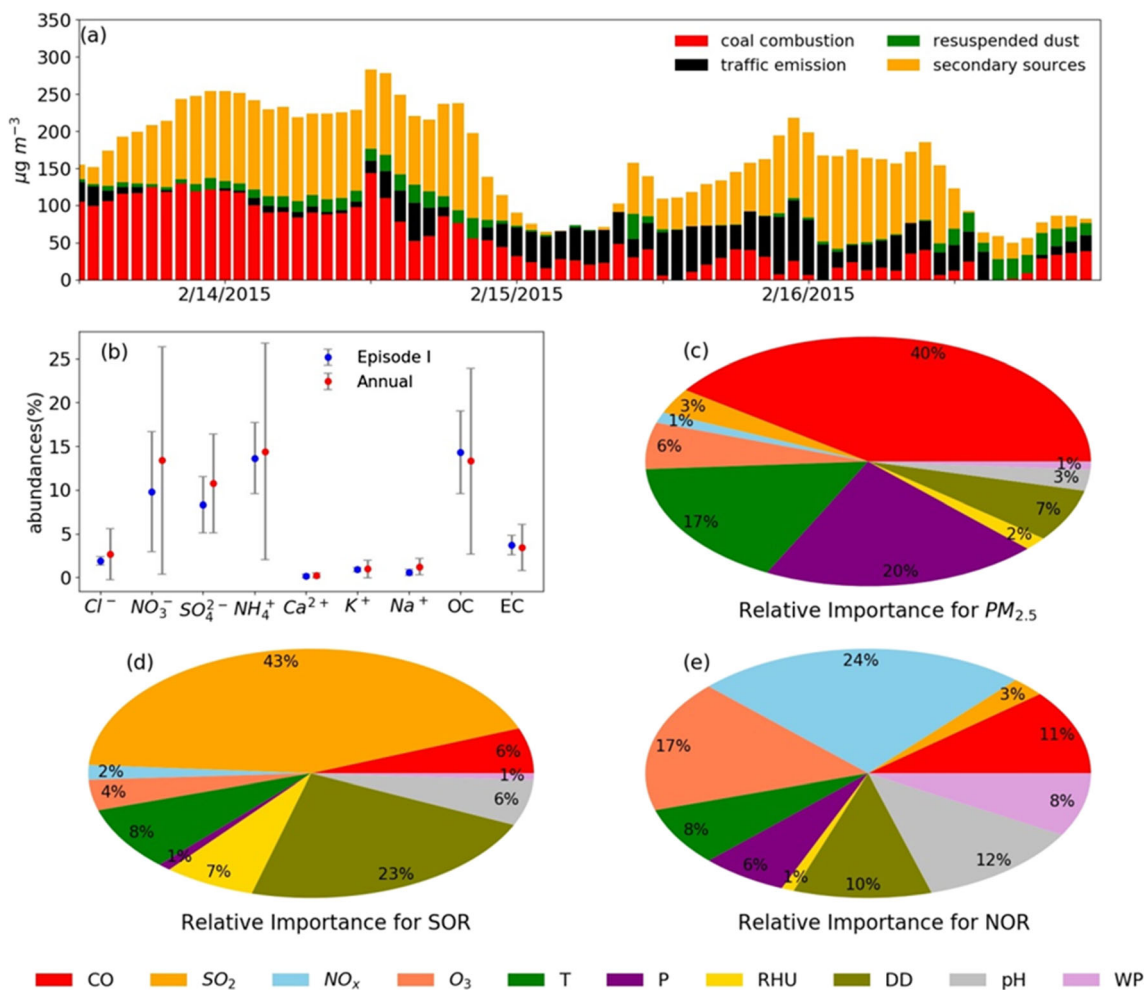 (a)
350
300
250
200
150
100
50
0
μg m⁻³
coal combustion
traffic emission
resuspended dust
secondary sources
2/14/2015
2/15/2015
2/16/2015
(b)
Episode I
Annual
25
20
15
10
5
0
abundances(%)
Cl⁻ NO₃⁻ SO₄²⁻ NH₄⁺ Ca²⁺ K⁺ Na⁺ OC EC
(c)
40%
3%
1%
6%
17%
20%
2%
7%
3%
1%
Relative Importance for PM₂.₅
(d)
43%
6%
2%
4%
8%
1%
7%
23%
6%
1%
Relative Importance for SOR
(e)
24%
3%
11%
17%
8%
6%
1%
10%
12%
8%
Relative Importance for NOR
CO SO₂ NOₓ O₃ T P RHU DD pH WP